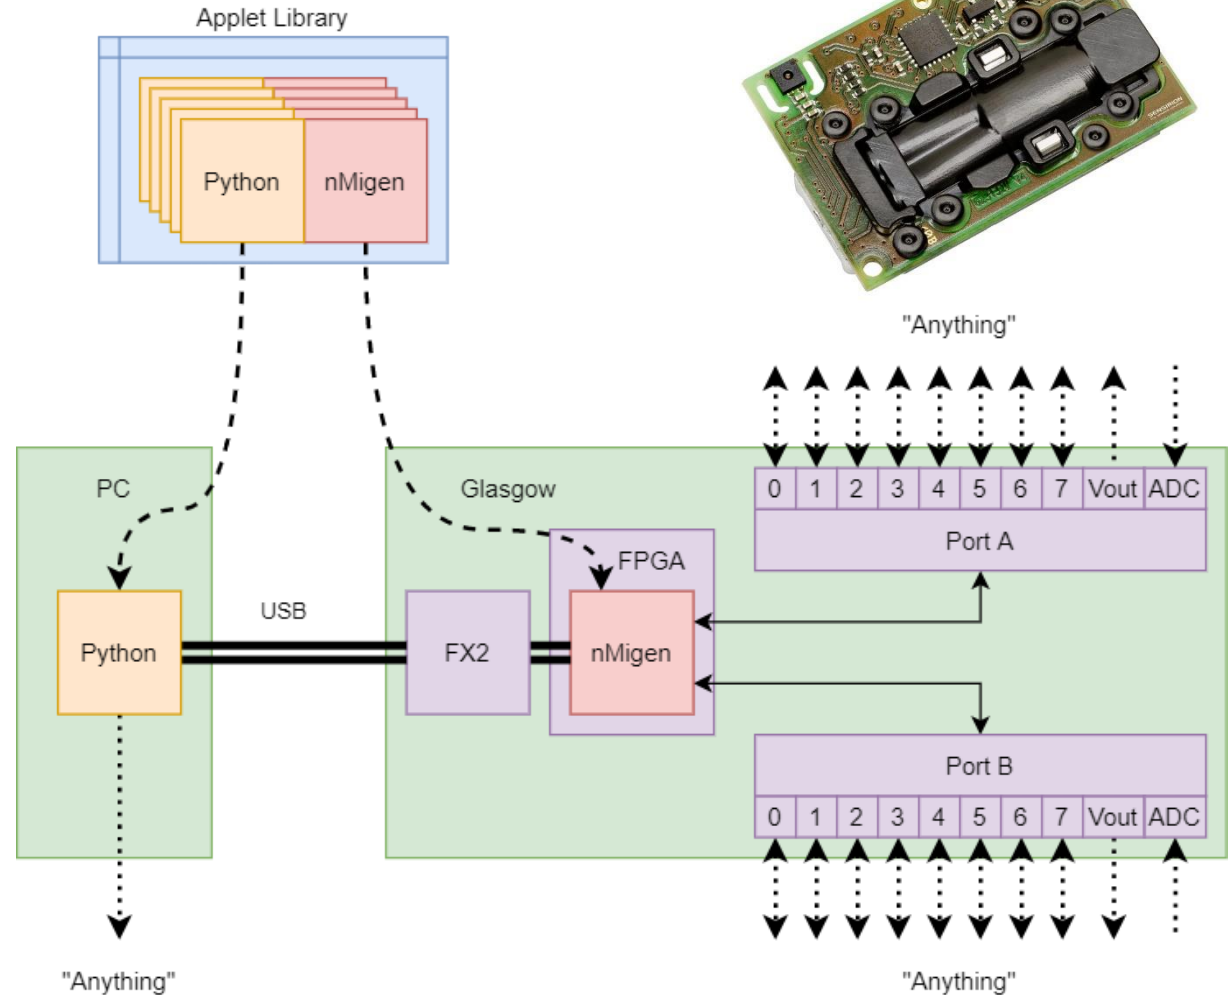 Applet Library
Python nMigen
SENSIRION
"Anything"
PC
Glasgow
0 1 2 3 4 5 6 7 Vout ADC
Port A
FPGA
USB
Python
FX2
nMigen
Port B
0 1 2 3 4 5 6 7 Vout ADC
"Anything"
"Anything"